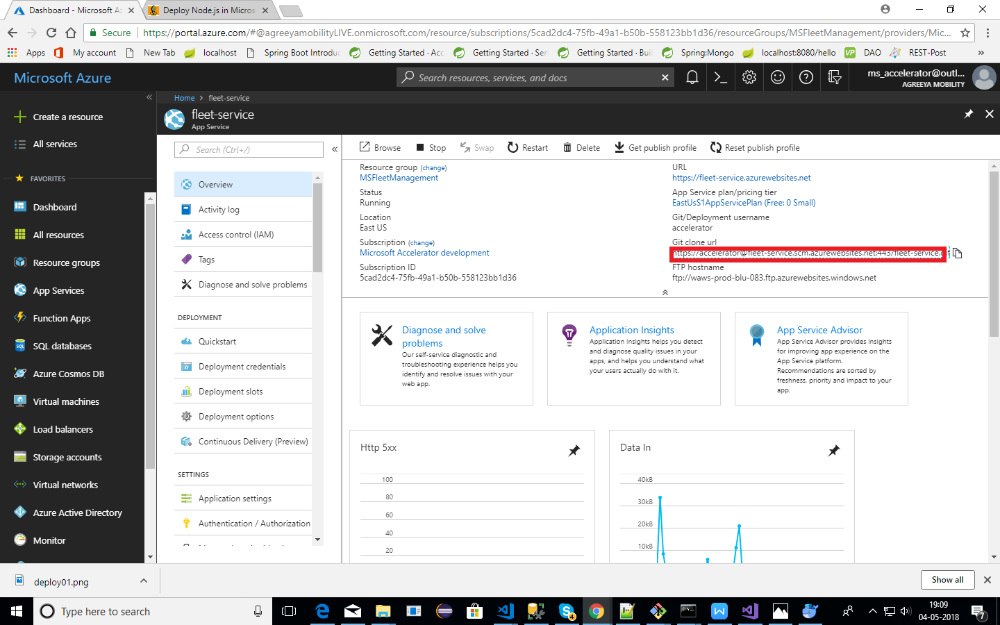 Dashboard - Microsoft A
Deploy Node.js in Micros
Secure
https://portal.azure.com/#@agreeyamobilityLIVE.onmicrosoft.com/resource/subscriptions/5cad2dc4-75fb-49a1-b50b-558123bb1d36/resourceGroups/MSFleetManagement/providers/Mic...
Apps
My account
New Tab
localhost
Spring Boot Introduc
Getting Started · Acc
Getting Started · Ser
Getting Started · Buil
Spring:Mongo
localhost:8080/hello
VP
DAO
REST-Post
»
Microsoft Azure
Search resources, services, and docs
ms_accelerator@outl...
AGREEYA MOBILITY
Home > fleet-service
fleet-service
App Service
Create a resource
All services
FAVORITES
Dashboard
All resources
Resource groups
App Services
Function Apps
SQL databases
Azure Cosmos DB
Virtual machines
Load balancers
Storage accounts
Virtual networks
Azure Active Directory
Monitor
Search (Ctrl+/)
Overview
Activity log
Access control (IAM)
Tags
Diagnose and solve problems
DEPLOYMENT
Quickstart
Deployment credentials
Deployment slots
Deployment options
Continuous Delivery (Preview)
SETTINGS
Application settings
Authentication / Authorization
Browse
Stop
Swap
Restart
Delete
Get publish profile
Reset publish profile
Resource group (change)
MSFleetManagement
Status
Running
Location
East US
Subscription (change)
Microsoft Accelerator development
Subscription ID
5cad2dc4-75fb-49a1-b50b-558123bb1d36
URL
https://fleet-service.azurewebsites.net
App Service plan/pricing tier
EastUsS1AppServicePlan (Free: 0 Small)
Git/Deployment username
accelerator
Git clone url
https://accelerator@fleet-service.scm.azurewebsites.net:443/fleet-service.git
FTP hostname
ftp://waws-prod-blu-083.ftp.azurewebsites.windows.net
Diagnose and solve
problems
Our self-service diagnostic and
troubleshooting experience helps you
identify and resolve issues with your
web app.
Application Insights
Application Insights helps you detect
and diagnose quality issues in your
apps, and helps you understand what
your users actually do with it.
App Service Advisor
App Service Advisor provides insights
for improving app experience on the
App Service platform.
Recommendations are sorted by
freshness, priority and impact to your
app.
Http 5xx
100
80
60
40
20
Data In
40kB
30kB
20kB
10kB
deploy01.png
Show all
Type here to search
4
19:09
04-05-2018
7